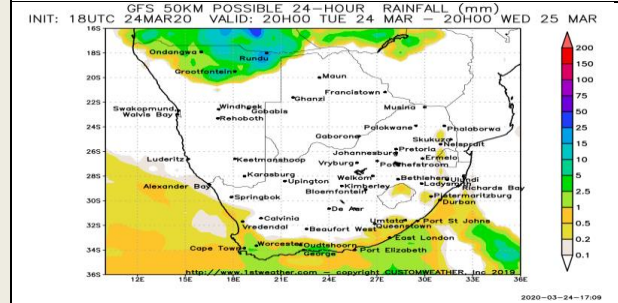 GFS 50KM POSSIBLE 24-HOUR RAINFALL (mm)
INIT: 18UTC 24MAR20 VALID: 20H00 TUE 24 MAR — 20H00 WED 25 MAR
16S
18S
20S
22S
24S
26S
28S
30S
32S
34S
36S
Ondangwa
Rundu
Grootfontein
Maun
Francistown
Ghanzi
Musina
Swakopmund
Windhoek
Gobabis
Walvis Bay
Rehoboth
Polokwane
Phalaborwa
Gaborone
Skukuza
Nelspruit
Pretoria
Johannesburg
Ermelo
Luderitz
Keetmanshoop
Vryburg
Potchefstroom
Karasburg
Welkom
Bethlehem
Ulundi
Alexander Bay
Upington
Kimberley
Ladysmith
Richards Bay
Bloemfontein
Springbok
Pietermaritzburg
Durban
De Aar
Calvinia
Umtata
Port St Johns
Vredendal
Beaufort West
Queenstown
East London
Worcester
Oudtshoorn
Cape Town
George
Port Elizabeth
http://www.1stweather.com — copyright CUSTOMWEATHER, Inc 2019
12E 15E 18E 21E 24E 27E 30E 33E 36E
200
150
100
75
50
25
15
10
5
2.5
1
0.5
0.2
0.1
2020-03-24-17:09